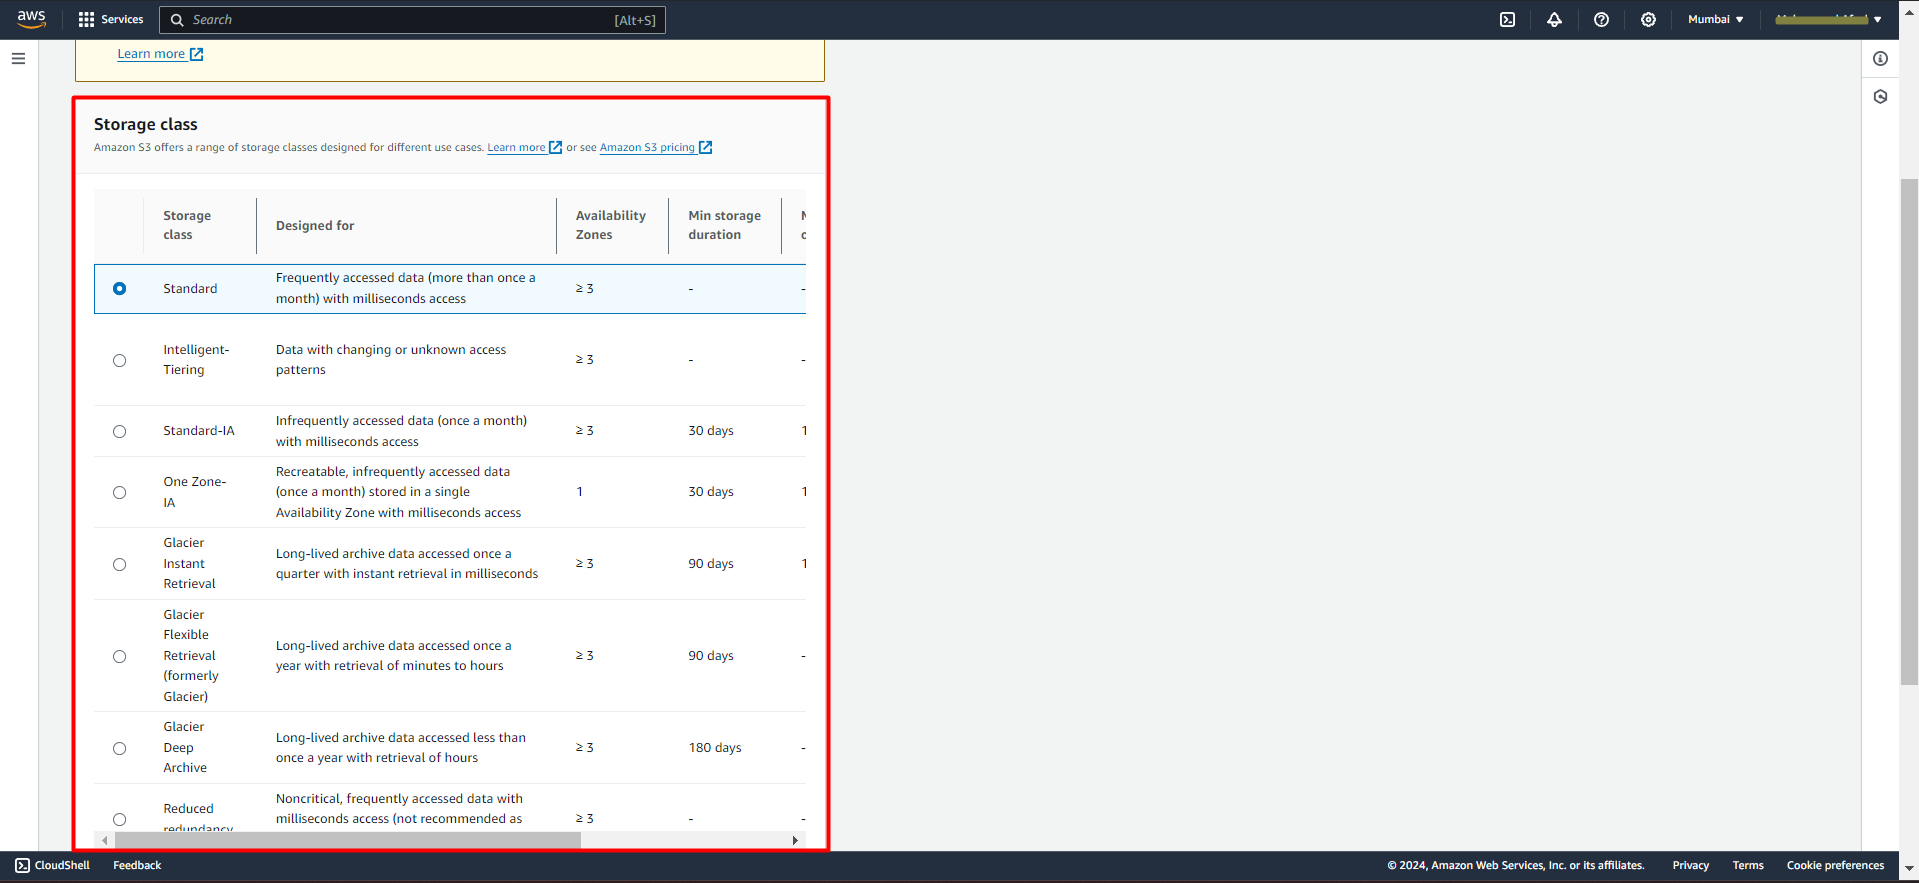 aws
Services
Search
[Alt+S]
Mumbai
Learn more
Storage class
Amazon S3 offers a range of storage classes designed for different use cases. Learn more or see Amazon S3 pricing
Storage
class
Designed for
Availability
Zones
Min storage
duration
Standard
Frequently accessed data (more than once a
month) with milliseconds access
≥ 3
-
-
Intelligent-
Tiering
Data with changing or unknown access
patterns
≥ 3
-
-
Standard-IA
Infrequently accessed data (once a month)
with milliseconds access
≥ 3
30 days
1
One Zone-
IA
Recreatable, infrequently accessed data
(once a month) stored in a single
Availability Zone with milliseconds access
1
30 days
1
Glacier
Instant
Retrieval
Long-lived archive data accessed once a
quarter with instant retrieval in milliseconds
≥ 3
90 days
1
Glacier
Flexible
Retrieval
(formerly
Glacier)
Long-lived archive data accessed once a
year with retrieval of minutes to hours
≥ 3
90 days
-
Glacier
Deep
Archive
Long-lived archive data accessed less than
once a year with retrieval of hours
≥ 3
180 days
-
Reduced
redundancy
Noncritical, frequently accessed data with
milliseconds access (not recommended as
≥ 3
-
-
CloudShell
Feedback
© 2024, Amazon Web Services, Inc. or its affiliates.
Privacy
Terms
Cookie preferences